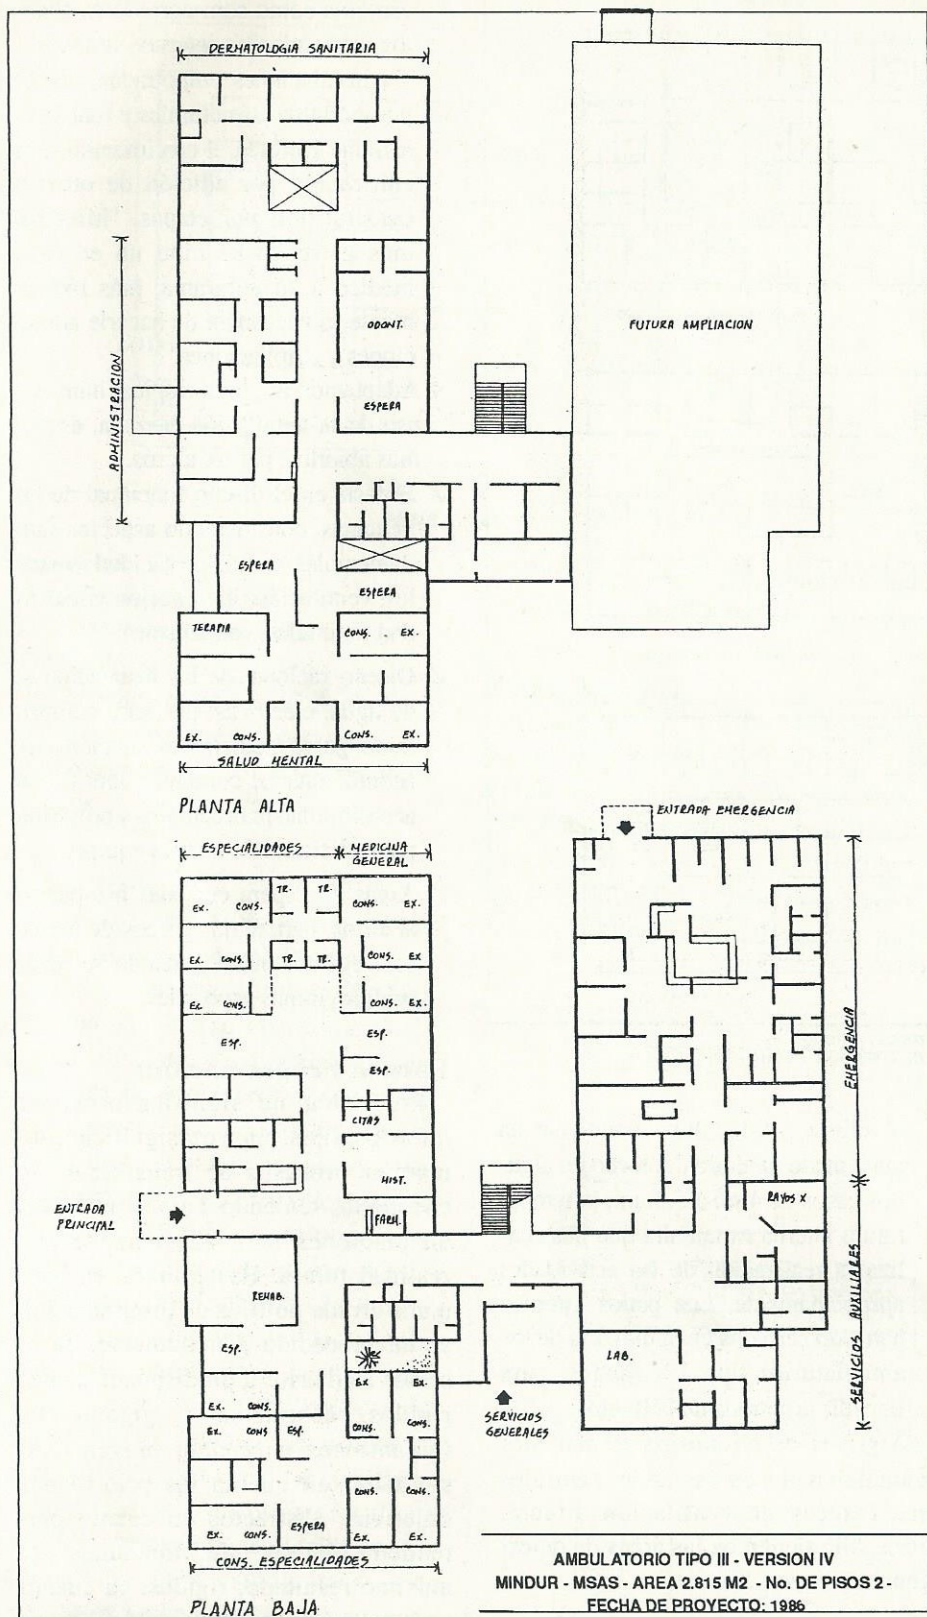 DERMATOLOGIA SANITARIA
ADMINISTRACION
ODONT.
ESPERA
FUTURA AMPLIACION
ESPERA
ESPERA
TERAPIA
CONS. EX.
EX. CONS. CONS. EX.
SALUD MENTAL
PLANTA ALTA
ENTRADA EMERGENCIA
ESPECIALIDADES MEDICINA
GENERAL
EX. CONS. TR. TR. CONS. EX.
EX CONS. TR. TR. CONS. EX.
EX CONS. CONS. EX.
ESP. ESP.
ESP.
CITAS
HIST.
FARM.
ENTRADA
PRINCIPAL
EMERGENCIA
RAYOS X
SERVICIOS AUXILIARES
REHAB.
ESP.
LAB.
EX. CONS.
EX EX.
CONS. CONS.
EX. CONS ESP.
SERVICIOS
GENERALES
CONS. CONS.
EX. CONS. ESPERA EX. EX.
CONS. ESPECIALIDADES
PLANTA BAJA
AMBULATORIO TIPO III - VERSION IV
MINDUR - MSAS - AREA 2.815 M2 - No. DE PISOS 2 -
FECHA DE PROYECTO: 1986